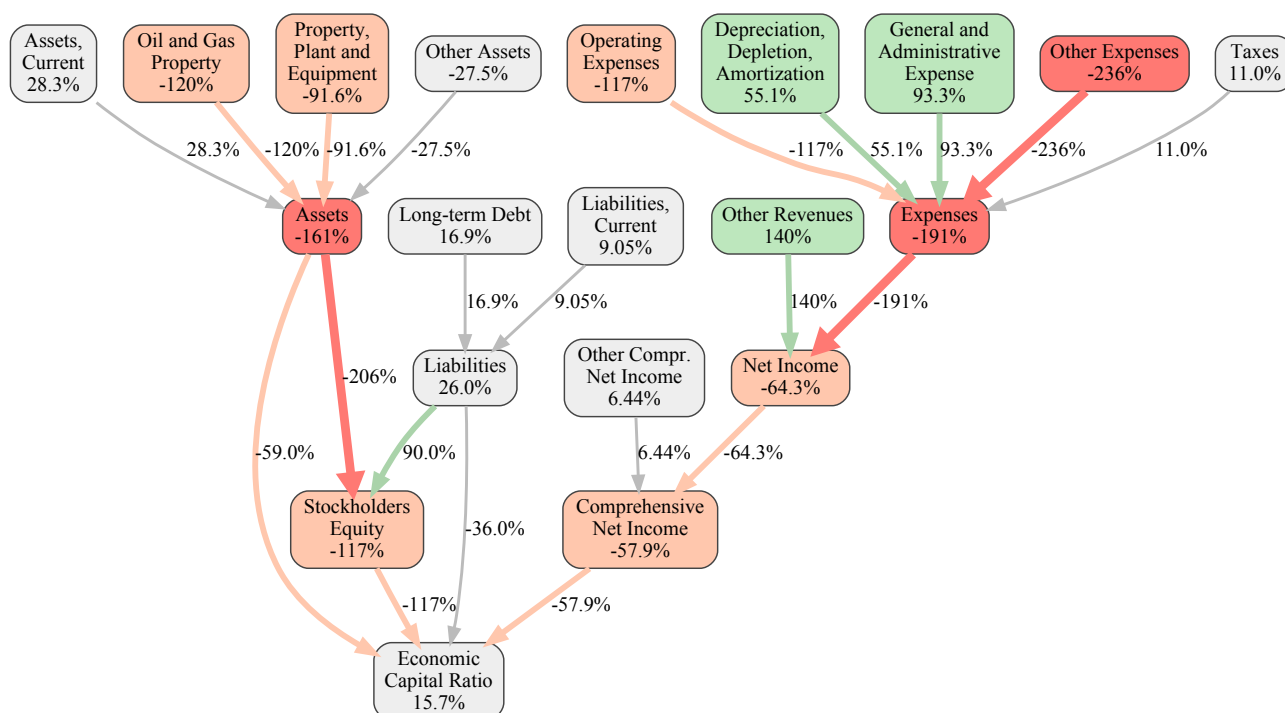 Assets,
Current
28.3%
Oil and Gas
Property
-120%
Property,
Plant and
Equipment
-91.6%
Other Assets
-27.5%
Operating
Expenses
-117%
Depreciation,
Depletion,
Amortization
55.1%
General and
Administrative
Expense
93.3%
Other Expenses
-236%
Taxes
11.0%
28.3%
-120%
-91.6%
-27.5%
-117%
55.1%
93.3%
-236%
11.0%
Assets
-161%
Long-term Debt
16.9%
Liabilities,
Current
9.05%
Other Revenues
140%
Expenses
-191%
16.9%
9.05%
140%
-191%
Liabilities
26.0%
Other Compr.
Net Income
6.44%
Net Income
-64.3%
-206%
-59.0%
90.0%
6.44%
-64.3%
Stockholders
Equity
-117%
-36.0%
Comprehensive
Net Income
-57.9%
-117%
-57.9%
Economic
Capital Ratio
15.7%